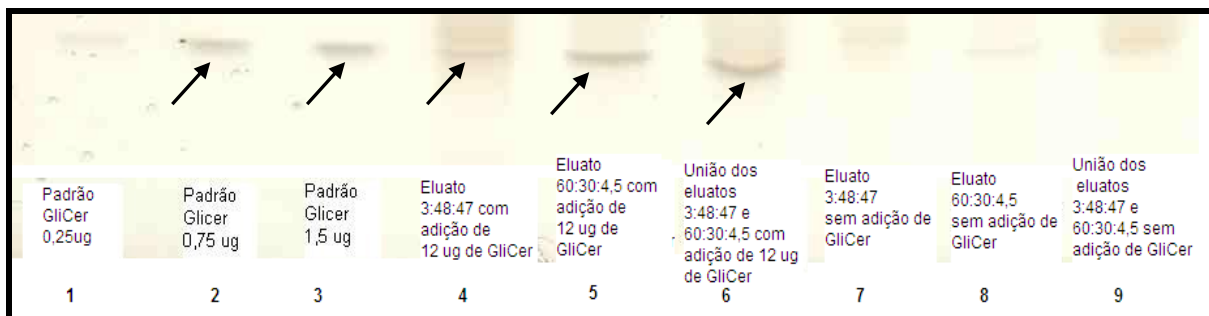 Padrão
GliCer
0,25ug
Padrão
Glicer
0,75 ug
Padrão
Glicer
1,5 ug
Eluato
3:48:47 com
adição de
12 ug de GliCer
Eluato
60:30:4,5 com
adição de
12 ug de
GliCer
União dos
eluatos
3:48:47 e
60:30:4,5 com
adição de 12 ug
de GliCer
Eluato
3:48:47
sem adição de
GliCer
Eluato
60:30:4,5
sem adição de
GliCer
União dos
eluatos
3:48:47 e
60:30:4,5 sem
adição de GliCer
1 2 3 4 5 6 7 8 9